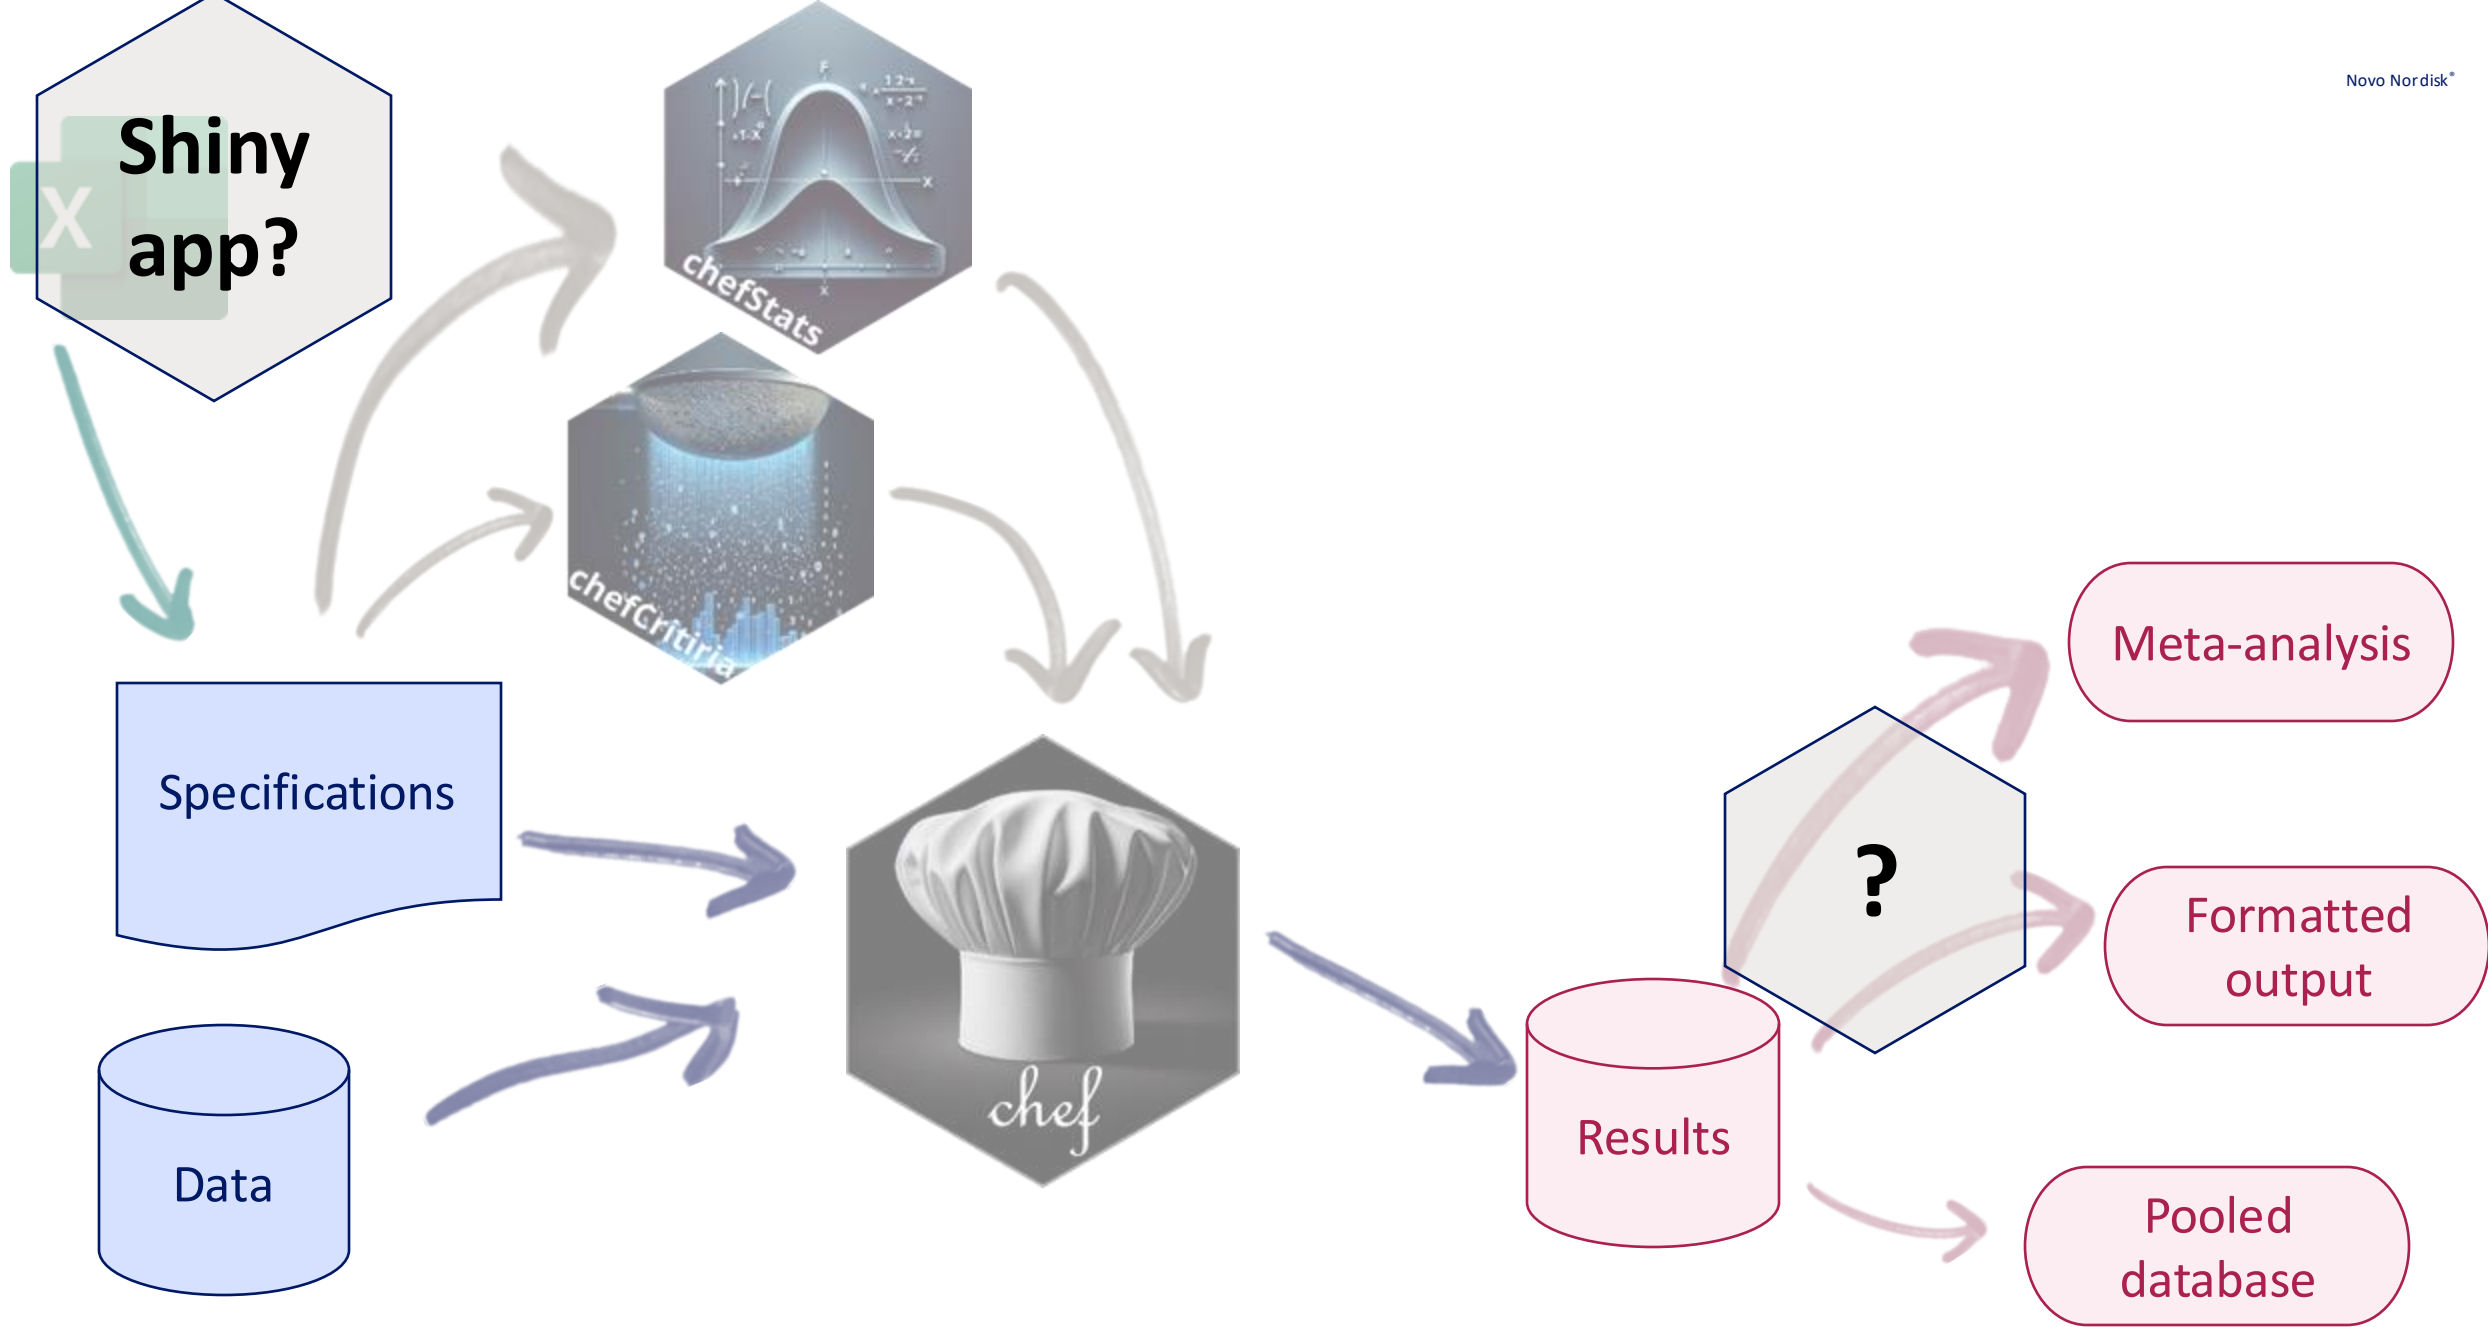 Novo Nordisk®
Shiny
app?
X
chefStats
chefCritiria
Specifications
Data
chef
Results
?
Meta-analysis
Formatted
output
Pooled
database